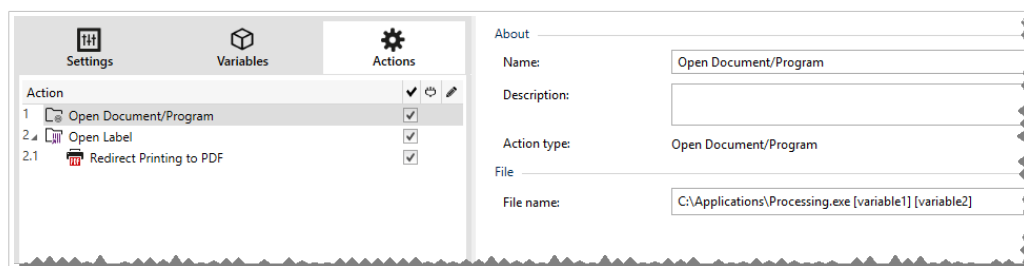 Settings Variables Actions
Action
1 Open Document/Program
2 Open Label
2.1 Redirect Printing to PDF
About
Name: Open Document/Program
Description:
Action type: Open Document/Program
File
File name: C:\Applications\Processing.exe [variable1] [variable2]